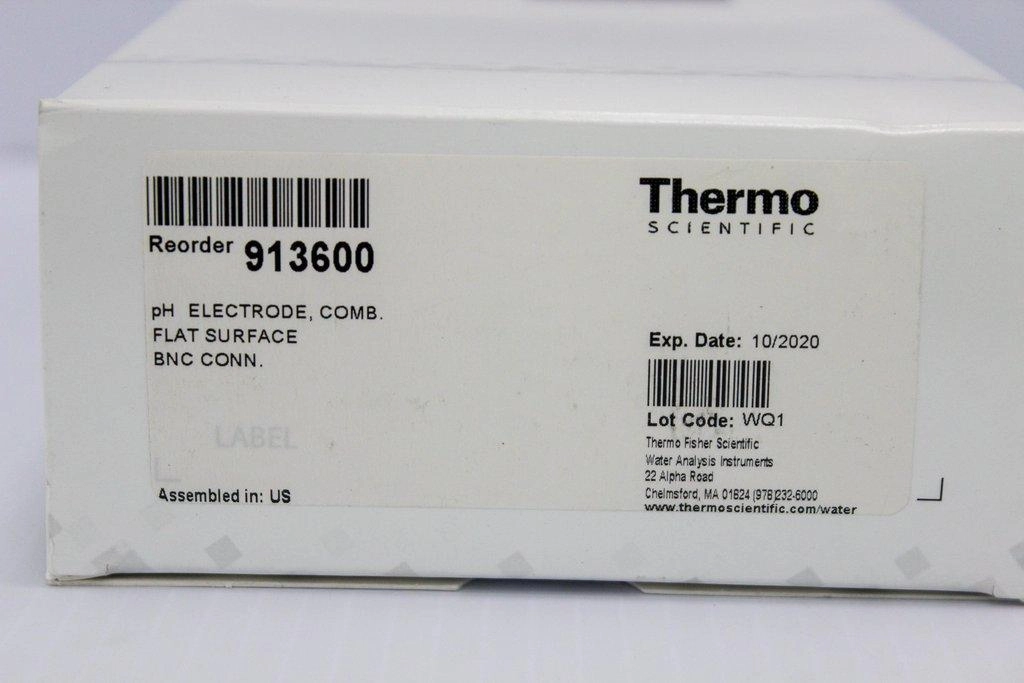 Reorder 913600
pH ELECTRODE, COMB.
FLAT SURFACE
BNC CONN.
LABEL
Assembled in: US
Thermo
SCIENTIFIC
Exp. Date: 10/2020
Lot Code: WQ1
Thermo Fisher Scientific
Water Analysis Instruments
22 Alpha Road
Chelmsford, MA 01824 (978)232-6000
www.thermoscientific.com/water